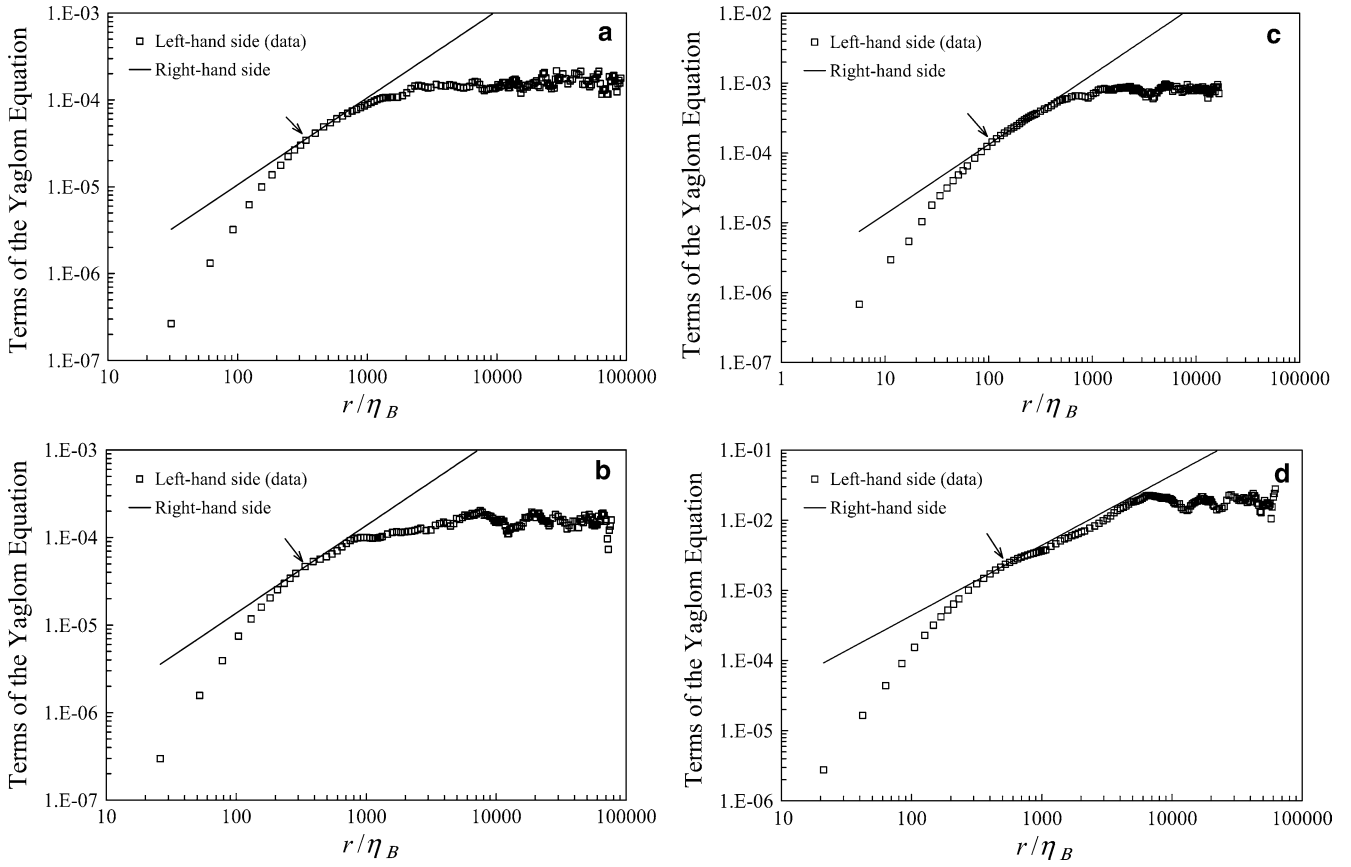 a
Terms of the Yaglom Equation
Left-hand side (data)
Right-hand side
1.E-03
1.E-04
1.E-05
1.E-06
1.E-07
10
100
1000
10000
100000
r/ηB
c
Terms of the Yaglom Equation
Left-hand side (data)
Right-hand side
1.E-02
1.E-03
1.E-04
1.E-05
1.E-06
1.E-07
1
10
100
1000
10000
100000
r/ηB
b
Terms of the Yaglom Equation
Left-hand side (data)
Right-hand side
1.E-03
1.E-04
1.E-05
1.E-06
1.E-07
10
100
1000
10000
100000
r/ηB
d
Terms of the Yaglom Equation
Left-hand side (data)
Right-hand side
1.E-01
1.E-02
1.E-03
1.E-04
1.E-05
1.E-06
10
100
1000
10000
100000
r/ηB